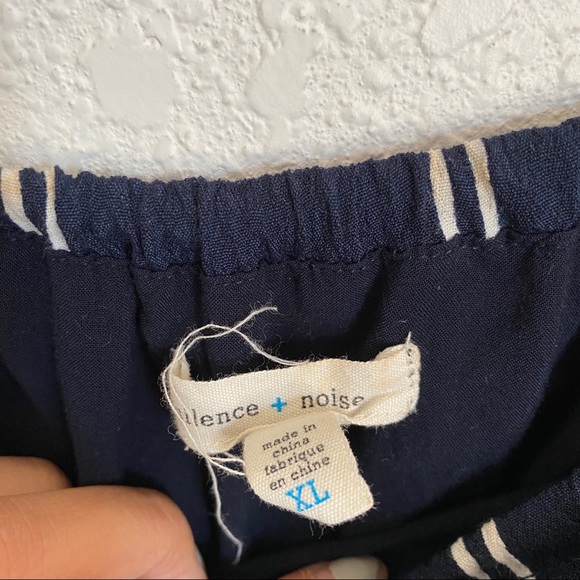 ilence + noise
made in
china
fabrique
en chine
XL